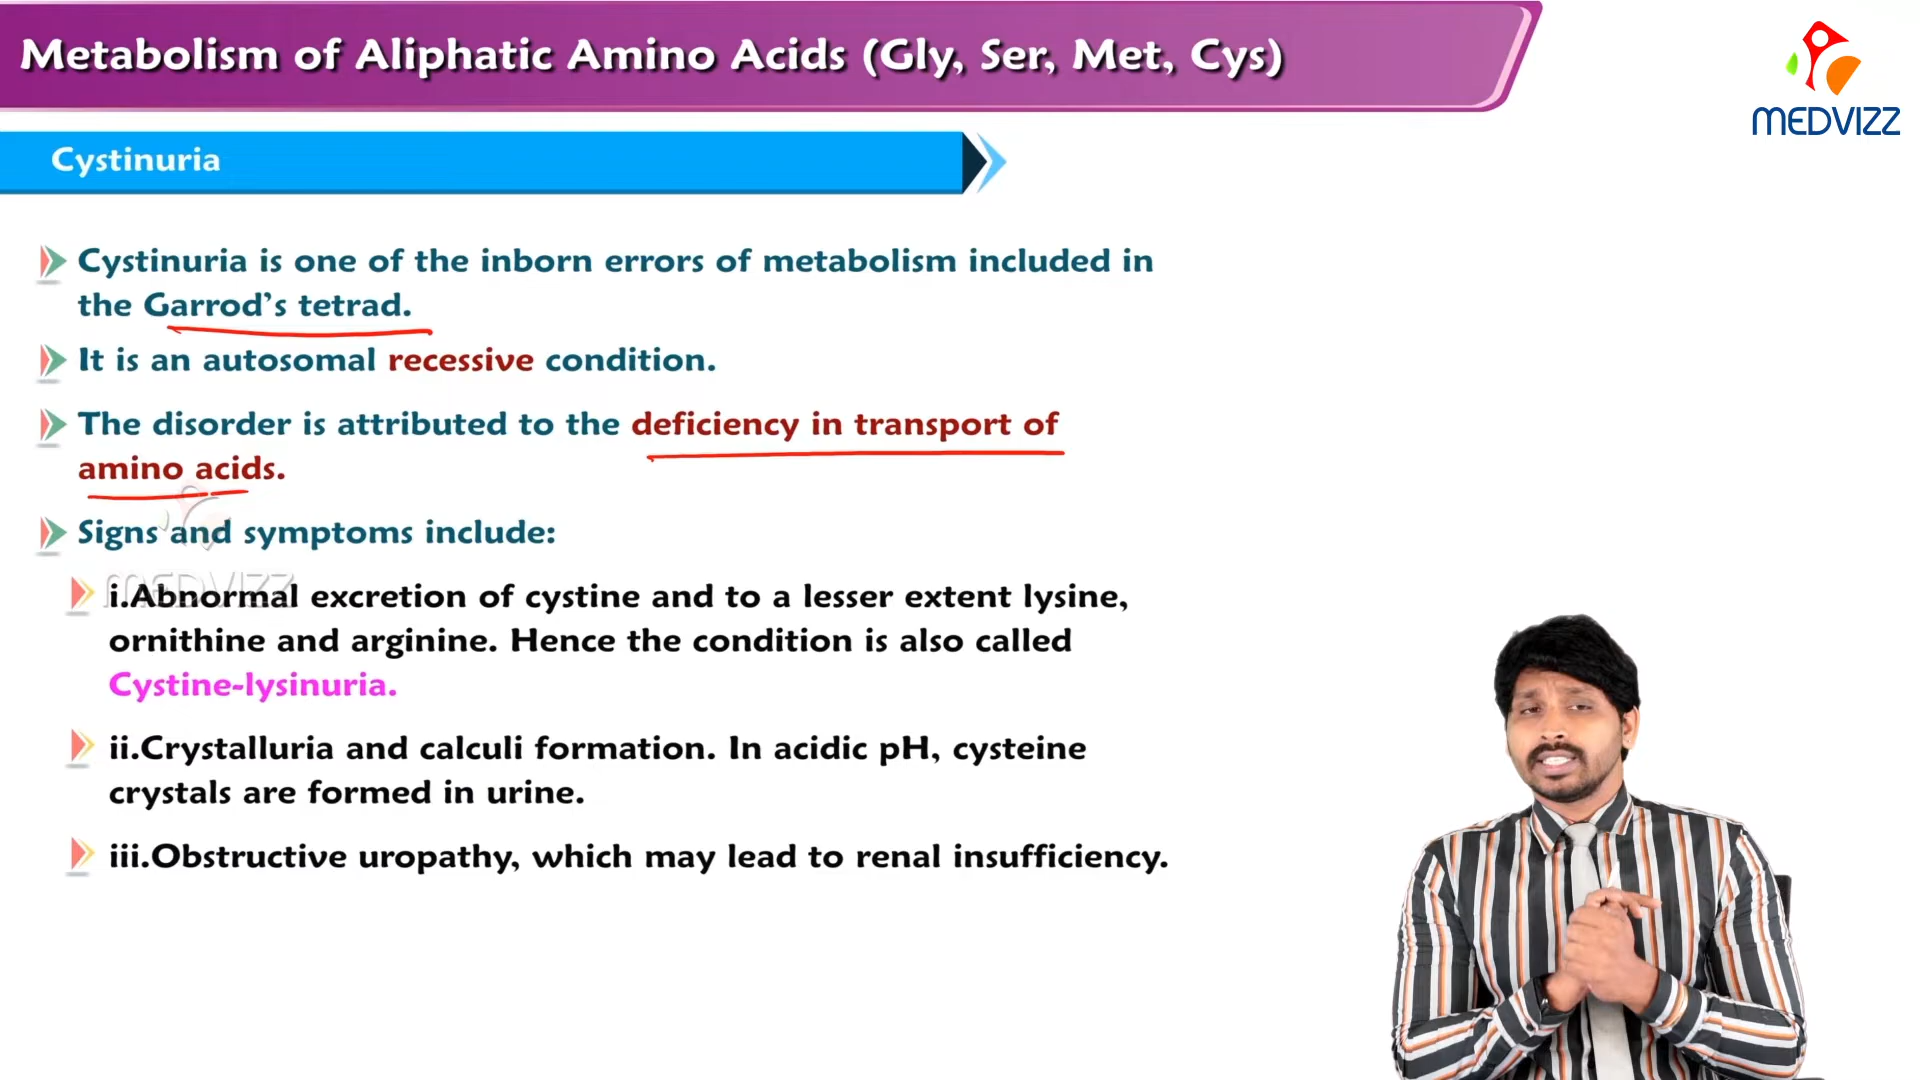 Metabolism of Aliphatic Amino Acids (Gly, Ser, Met, Cys)
MEDVIZZ
Cystinuria
Cystinuria is one of the inborn errors of metabolism included in
the Garrod's tetrad.
It is an autosomal recessive condition.
The disorder is attributed to the deficiency in transport of
amino acids.
Signs and symptoms include:
MEDVIZZ
i.Abnormal excretion of cystine and to a lesser extent lysine,
ornithine and arginine. Hence the condition is also called
Cystine-lysinuria.
ii.Crystalluria and calculi formation. In acidic pH, cysteine
crystals are formed in urine.
iii.Obstructive uropathy, which may lead to renal insufficiency.